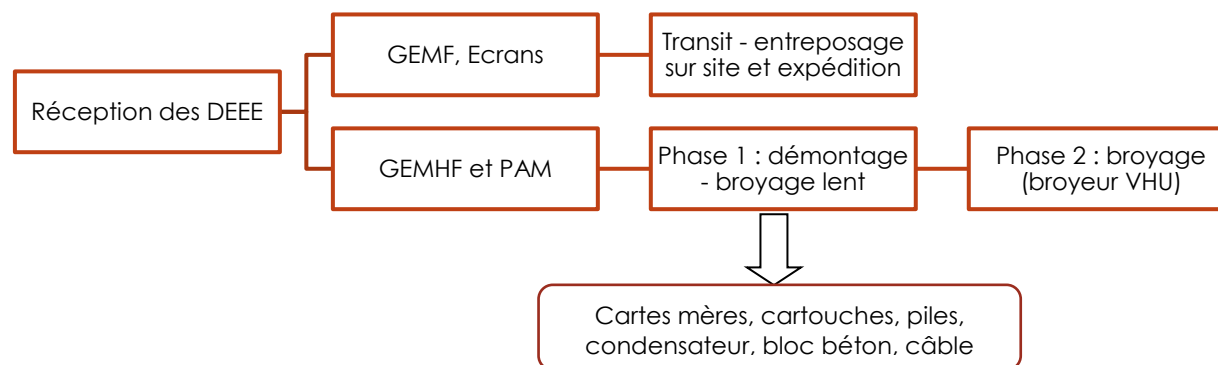 Réception des DEEE
GEMF, Ecrans
Transit - entreposage
sur site et expédition
GEMHF et PAM
Phase 1 : démontage
- broyage lent
Phase 2 : broyage
(broyeur VHU)
Cartes mères, cartouches, piles,
condensateur, bloc béton, câble